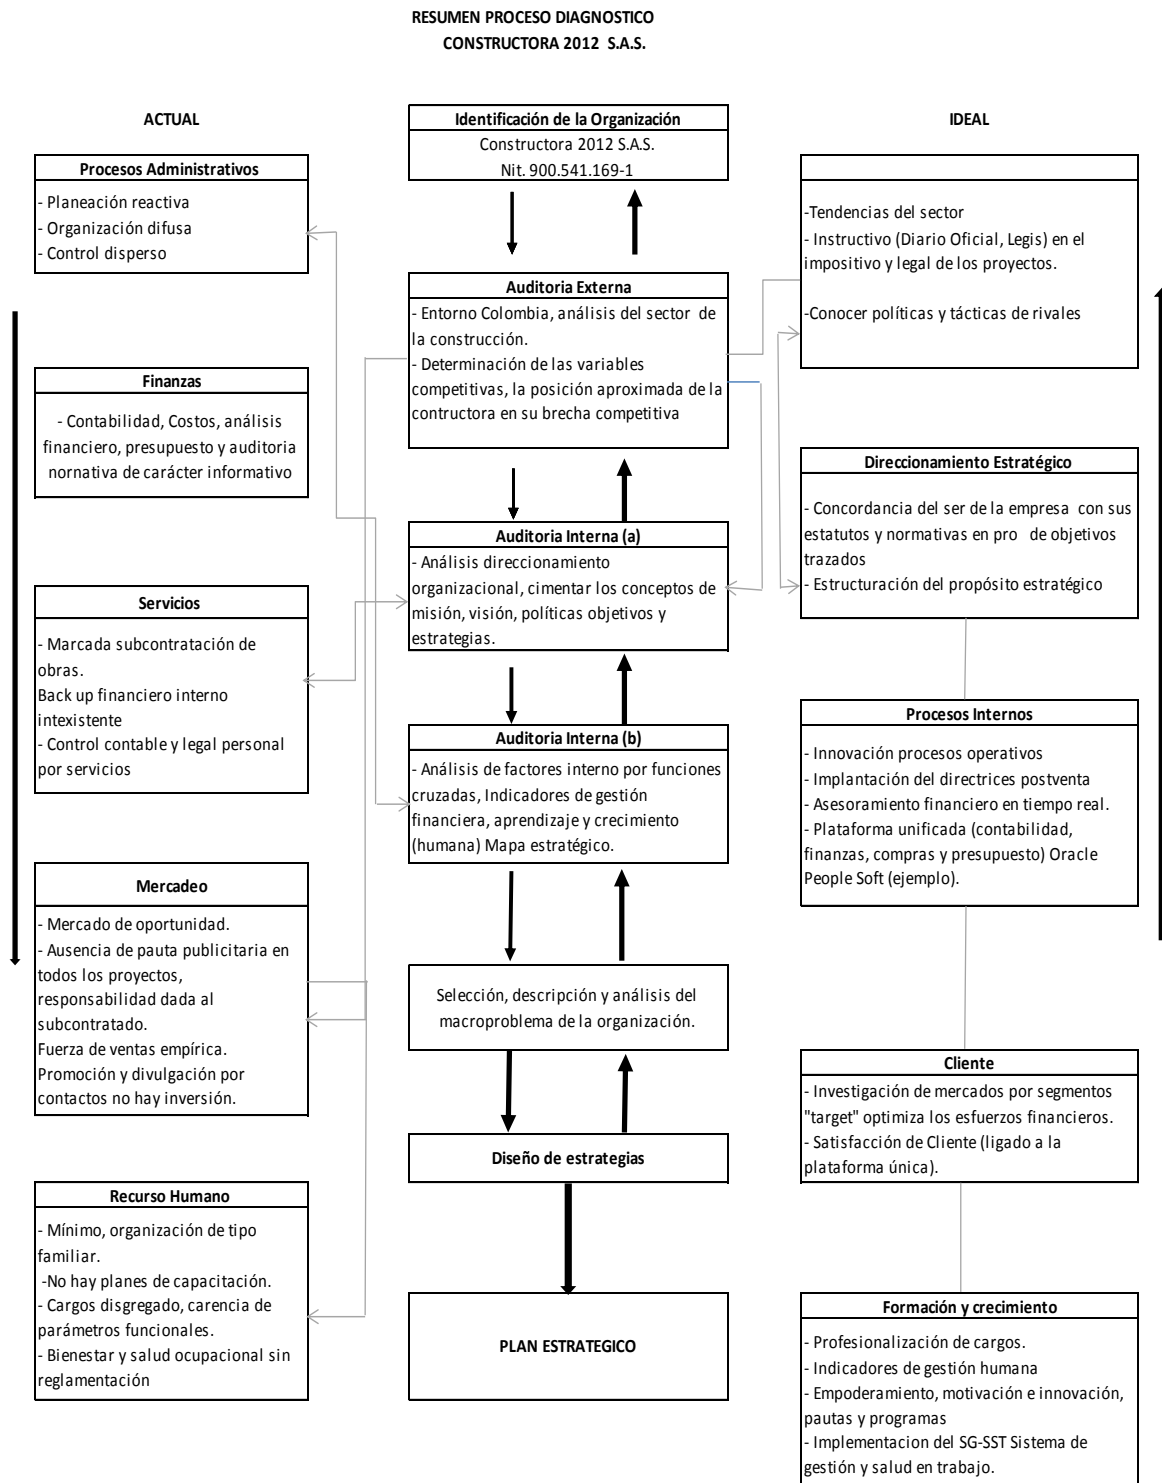 RESUMEN PROCESO DIAGNOSTICO
CONSTRUCTORA 2012 S.A.S.
ACTUAL
Procesos Administrativos
- Planeación reactiva
- Organización difusa
- Control disperso
Finanzas
- Contabilidad, Costos, análisis
financiero, presupuesto y auditoria
nornativa de carácter informativo
Servicios
- Marcada subcontratación de
obras.
Back up financiero interno
intexistente
- Control contable y legal personal
por servicios
Mercadeo
- Mercado de oportunidad.
- Ausencia de pauta publicitaria en
todos los proyectos,
responsabilidad dada al
subcontratado.
Fuerza de ventas empírica.
Promoción y divulgación por
contactos no hay inversión.
Recurso Humano
- Mínimo, organización de tipo
familiar.
-No hay planes de capacitación.
- Cargos disgregado, carencia de
parámetros funcionales.
- Bienestar y salud ocupacional sin
reglamentación
Identificación de la Organización
Constructora 2012 S.A.S.
Nit. 900.541.169-1
Auditoria Externa
- Entorno Colombia, análisis del sector de
la construcción.
- Determinación de las variables
competitivas, la posición aproximada de la
contructora en su brecha competitiva
Auditoria Interna (a)
- Análisis direccionamiento
organizacional, cimentar los conceptos de
misión, visión, políticas objetivos y
estrategias.
Auditoria Interna (b)
- Análisis de factores interno por funciones
cruzadas, Indicadores de gestión
financiera, aprendizaje y crecimiento
(humana) Mapa estratégico.
Selección, descripción y análisis del
macroproblema de la organización.
Diseño de estrategias
PLAN ESTRATEGICO
IDEAL
-Tendencias del sector
- Instructivo (Diario Oficial, Legis) en el
impositivo y legal de los proyectos.
-Conocer políticas y tácticas de rivales
Direccionamiento Estratégico
- Concordancia del ser de la empresa con sus
estatutos y normativas en pro de objetivos
trazados
- Estructuración del propósito estratégico
Procesos Internos
- Innovación procesos operativos
- Implantación del directrices postventa
- Asesoramiento financiero en tiempo real.
- Plataforma unificada (contabilidad,
finanzas, compras y presupuesto) Oracle
People Soft (ejemplo).
Cliente
- Investigación de mercados por segmentos
"target" optimiza los esfuerzos financieros.
- Satisfacción de Cliente (ligado a la
plataforma única).
Formación y crecimiento
- Profesionalización de cargos.
- Indicadores de gestión humana
- Empoderamiento, motivación e innovación,
pautas y programas
- Implementacion del SG-SST Sistema de
gestión y salud en trabajo.